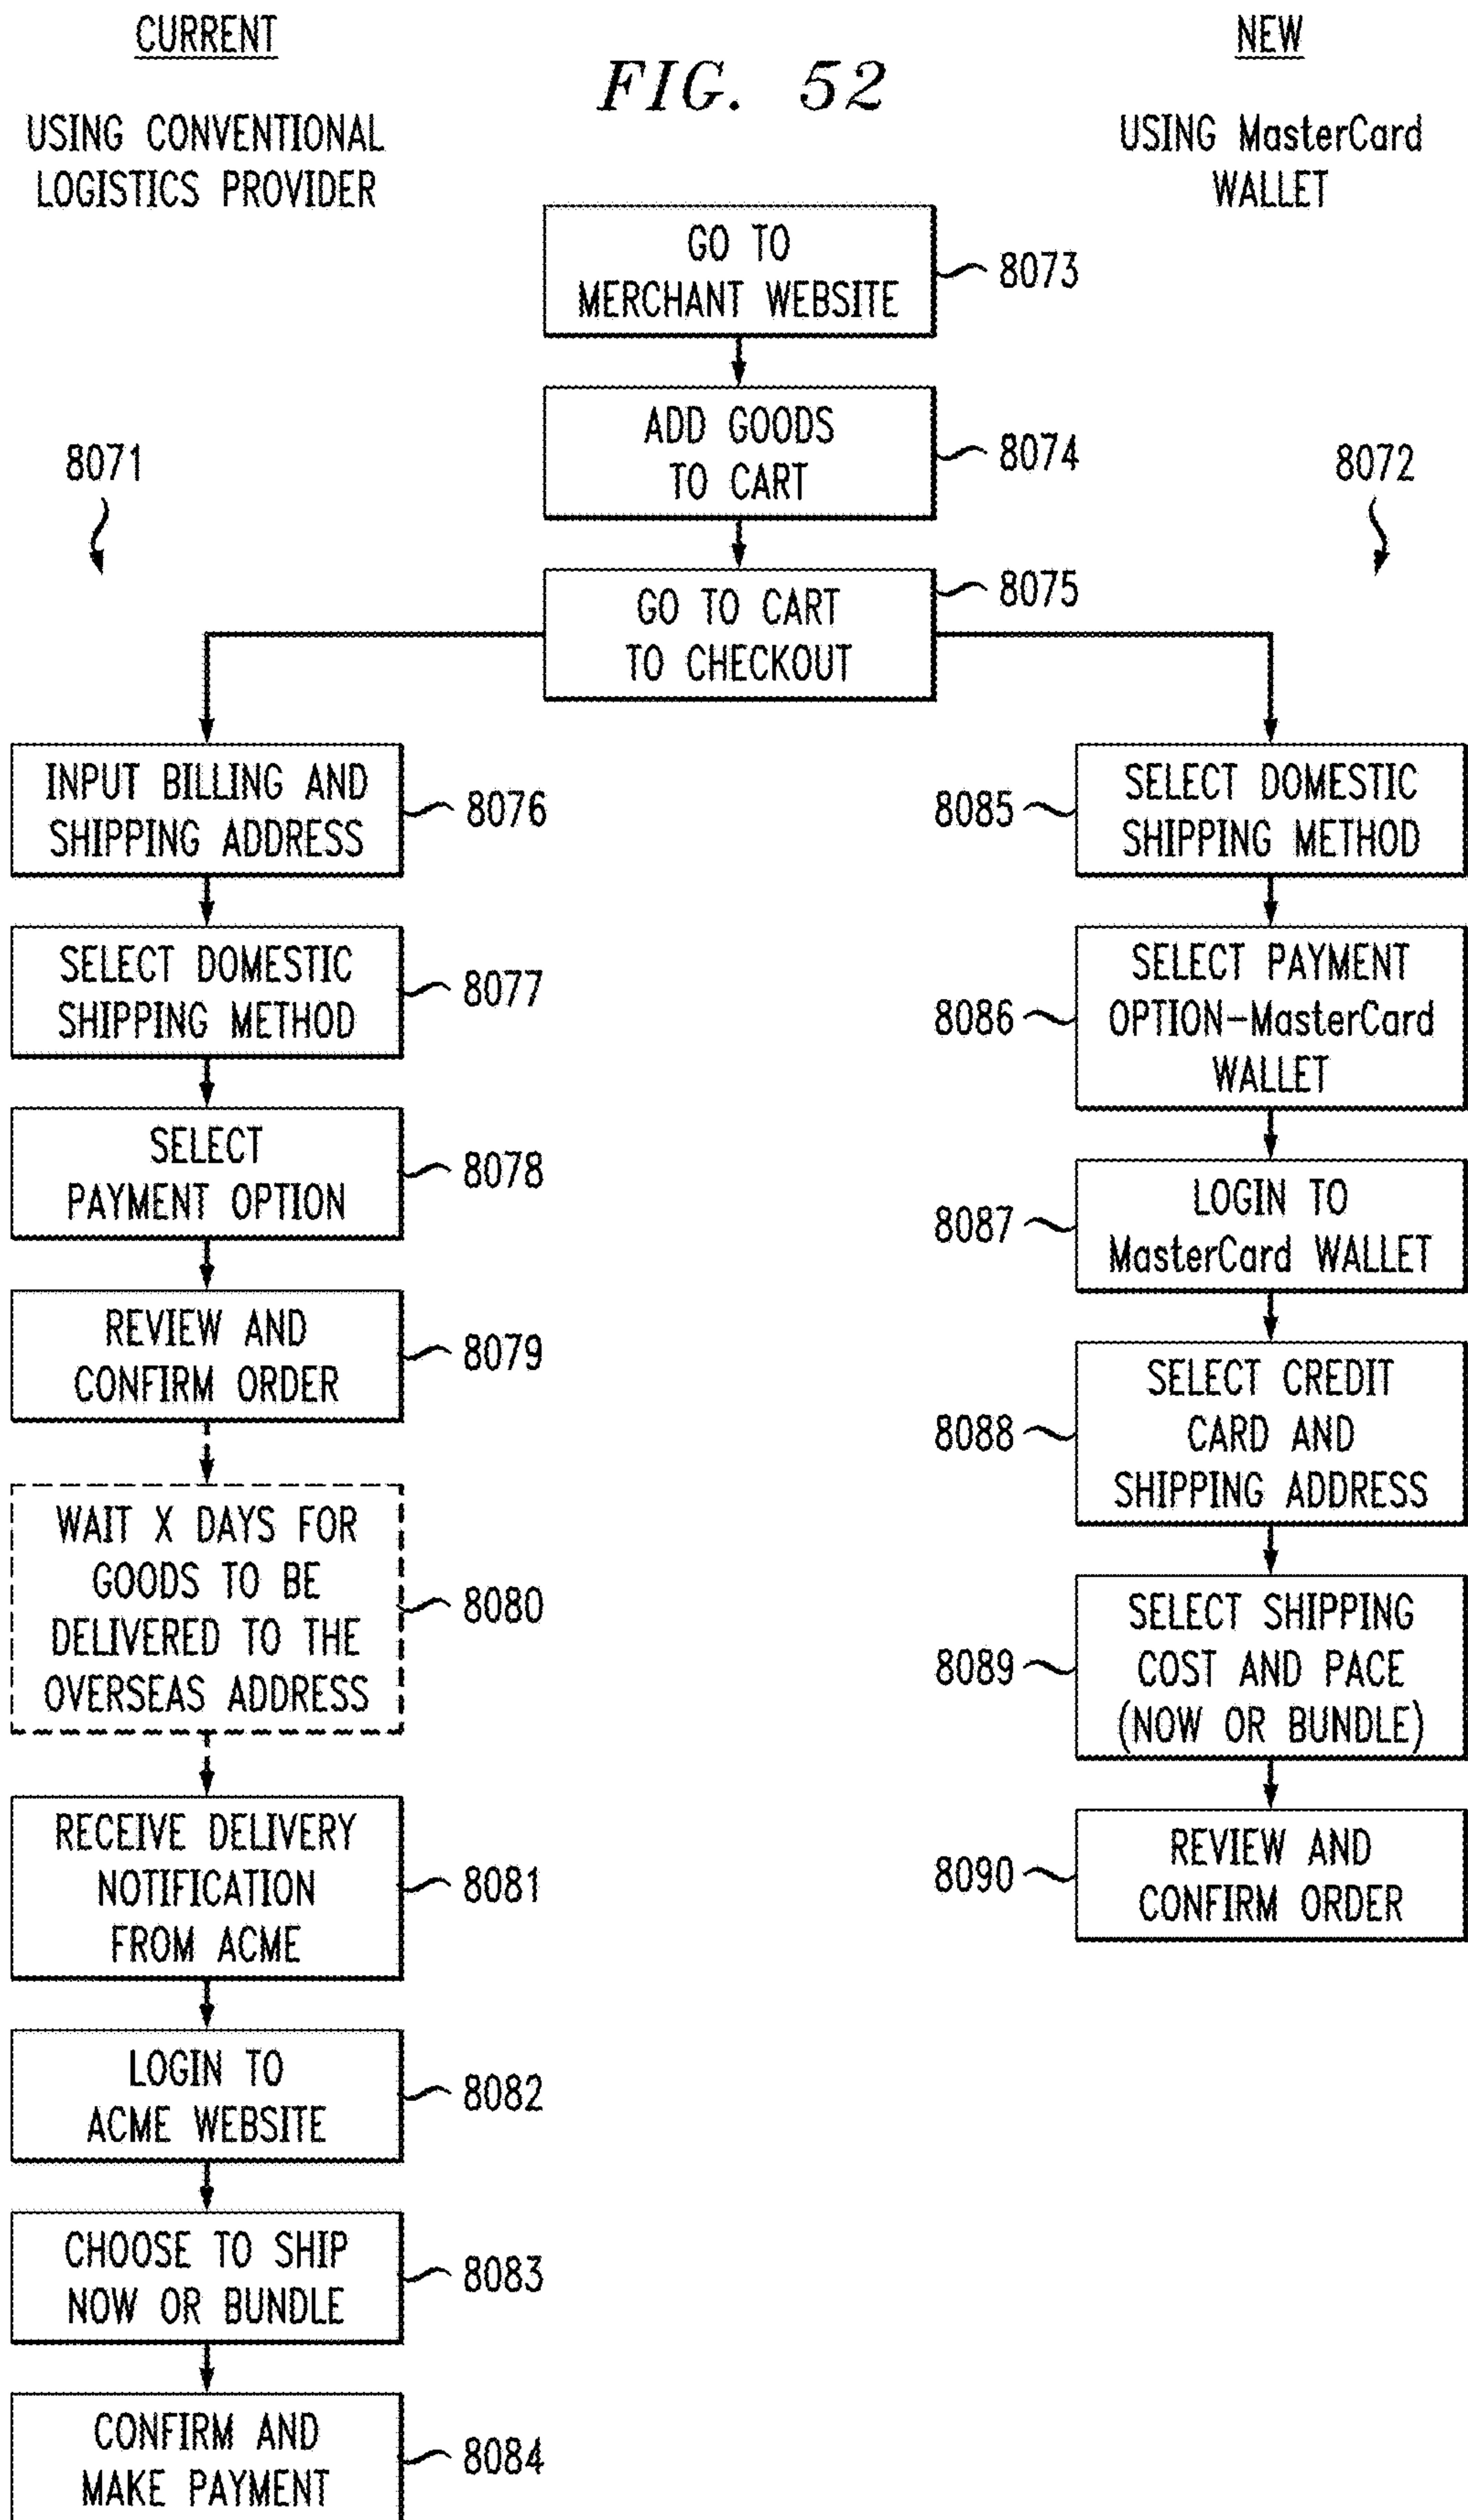 CURRENT
USING CONVENTIONAL
LOGISTICS PROVIDER
FIG. 52
NEW
USING MasterCard
WALLET
GO TO
MERCHANT WEBSITE
8073
ADD GOODS
TO CART
8074
8071
8072
GO TO CART
TO CHECKOUT
8075
INPUT BILLING AND
SHIPPING ADDRESS
8076
SELECT DOMESTIC
SHIPPING METHOD
8077
SELECT
PAYMENT OPTION
8078
REVIEW AND
CONFIRM ORDER
8079
WAIT X DAYS FOR
GOODS TO BE
DELIVERED TO THE
OVERSEAS ADDRESS
8080
RECEIVE DELIVERY
NOTIFICATION
FROM ACME
8081
LOGIN TO
ACME WEBSITE
8082
CHOOSE TO SHIP
NOW OR BUNDLE
8083
CONFIRM AND
MAKE PAYMENT
8084
8085
SELECT DOMESTIC
SHIPPING METHOD
8086
SELECT PAYMENT
OPTION-MasterCard
WALLET
8087
LOGIN TO
MasterCard WALLET
8088
SELECT CREDIT
CARD AND
SHIPPING ADDRESS
8089
SELECT SHIPPING
COST AND PACE
(NOW OR BUNDLE)
8090
REVIEW AND
CONFIRM ORDER